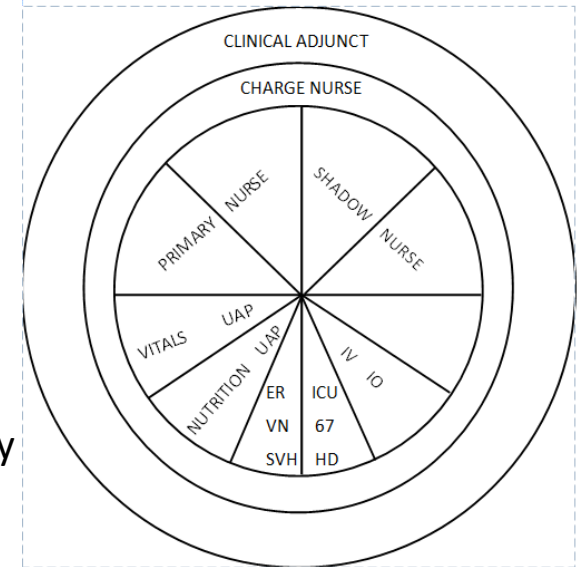 CLINICAL ADJUNCT
CHARGE NURSE
PRIMARY NURSE
SHADOW NURSE
VITALS UAP
NUTRITION UAP
IV IO
ER ICU
VN 67
SVH HD
y